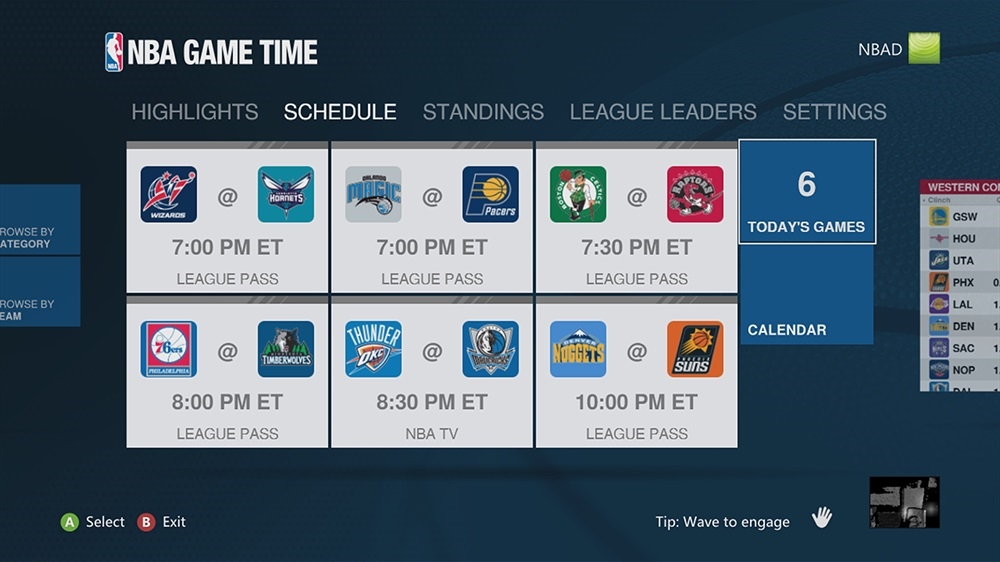 NBA GAME TIME
NBAD
HIGHLIGHTS SCHEDULE STANDINGS LEAGUE LEADERS SETTINGS
WIZARDS @ HORNETS
7:00 PM ET
LEAGUE PASS
ORLANDO MAGIC @ Pacers
7:00 PM ET
LEAGUE PASS
BOSTON CELTICS @ RAPTORS
7:30 PM ET
LEAGUE PASS
6
TODAY'S GAMES
ROWSE BY
ATEGORY
ROWSE BY
EAM
76ers PHILADELPHIA @ MINNESOTA TIMBERWOLVES
8:00 PM ET
LEAGUE PASS
THUNDER OKC @ MAVERICKS
8:30 PM ET
NBA TV
DENVER NUGGETS @ PHOENIX SUNS
10:00 PM ET
LEAGUE PASS
CALENDAR
WESTERN CO
- Clinch
GSW
HOU
UTA
PHX 0.
LAL 1.
DEN 1.
SAC 1.
NOP 1.
DAL 1.
A Select B Exit
Tip: Wave to engage